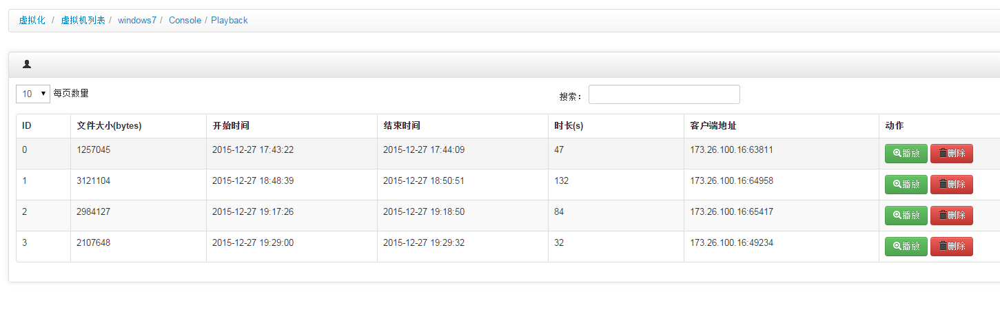 虚拟化 / 虚拟机列表 / windows7 / Console / Playback
10 每页数量 搜索:
ID 文件大小(bytes) 开始时间 结束时间 时长(s) 客户端地址 动作
0 1257045 2015-12-27 17:43:22 2015-12-27 17:44:09 47 173.26.100.16:63811 播放 删除
1 3121104 2015-12-27 18:48:39 2015-12-27 18:50:51 132 173.26.100.16:64958 播放 删除
2 2984127 2015-12-27 19:17:26 2015-12-27 19:18:50 84 173.26.100.16:65417 播放 删除
3 2107648 2015-12-27 19:29:00 2015-12-27 19:29:32 32 173.26.100.16:49234 播放 删除